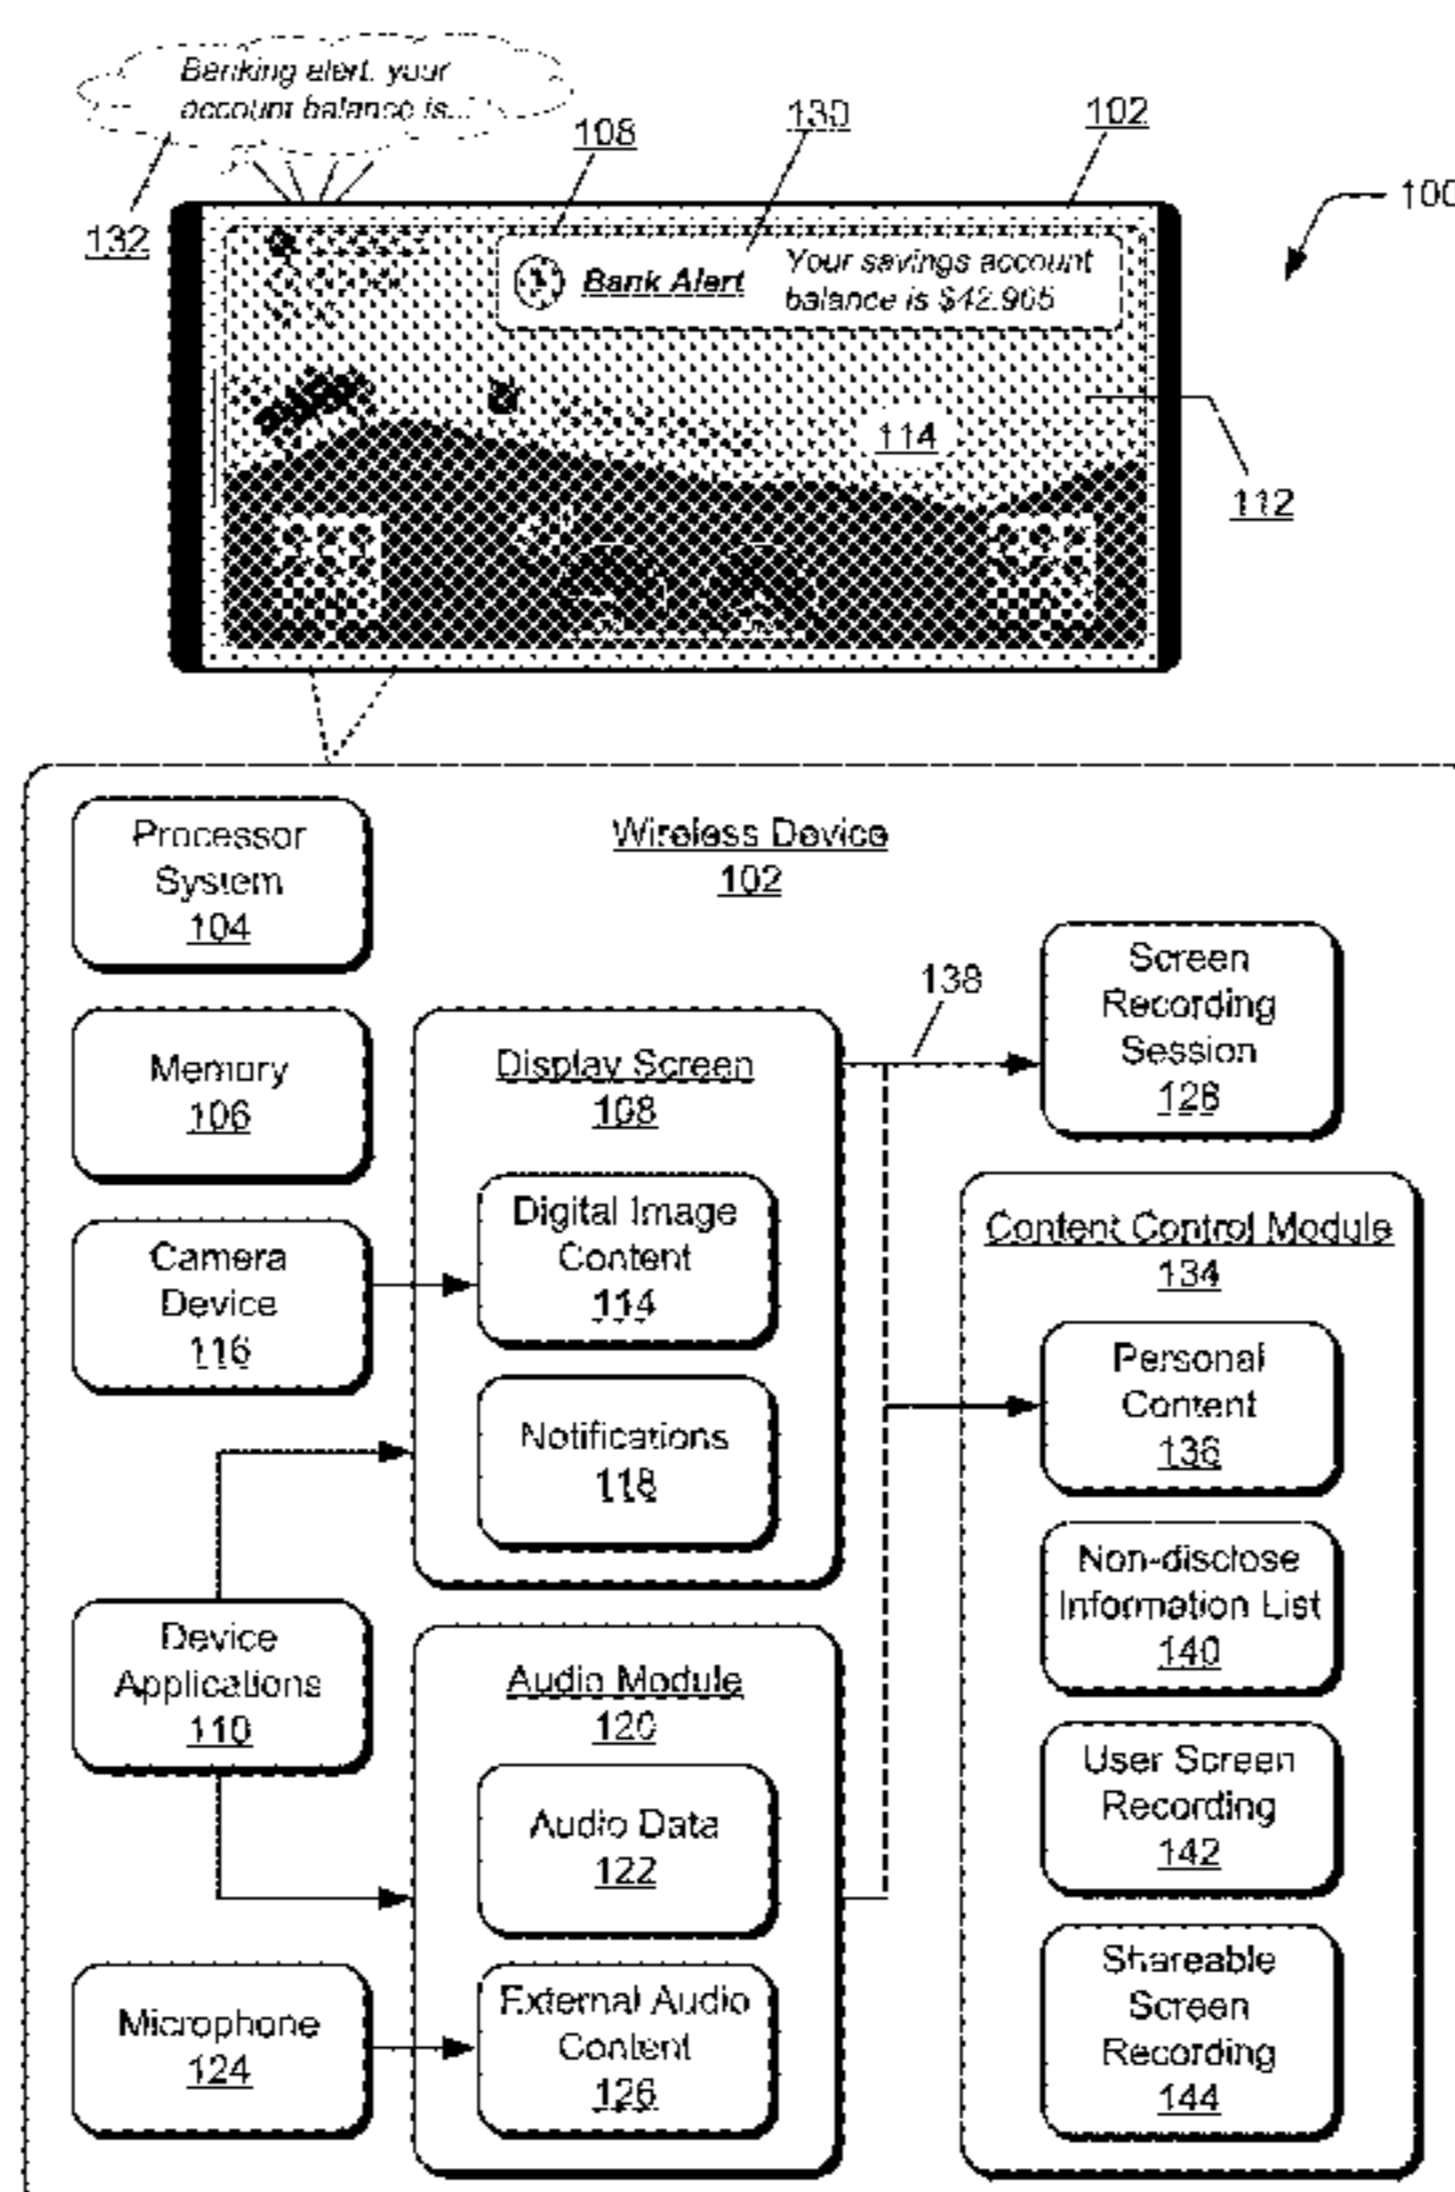 Banking alert, your
account balance is...
132
108
130
102
100
Bank Alert
Your savings account
balance is $42,965
114
112
Processor
System
104
Wireless Device
102
Memory
106
Display Screen
108
138
Screen
Recording
Session
128
Camera
Device
116
Digital Image
Content
114
Content Control Module
134
Notifications
118
Personal
Content
136
Non-disclose
Information List
140
Device
Applications
110
Audio Module
120
Audio Data
122
User Screen
Recording
142
Microphone
124
External Audio
Content
126
Shareable
Screen
Recording
144